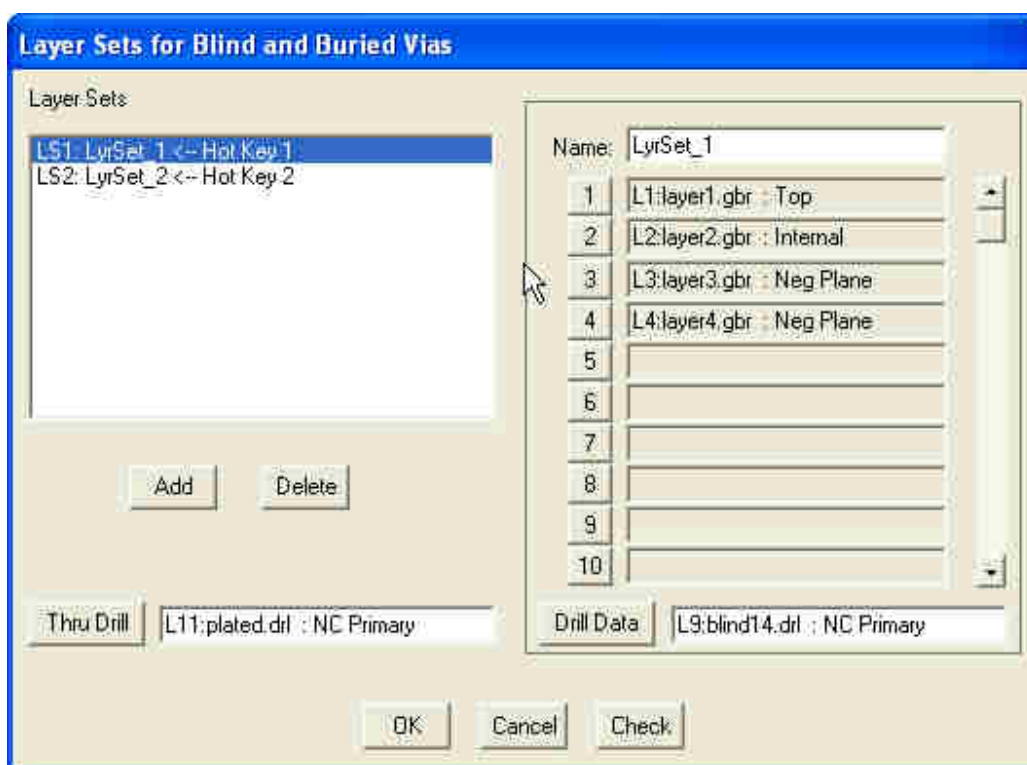 Layer Sets for Blind and Buried Vias
Layer Sets
LS1: LyrSet_1 <-- Hot Key 1
LS2: LyrSet_2 <-- Hot Key 2
Add
Delete
Thru Drill
L11:plated.drl : NC Primary
Name:
LyrSet_1
1
L1:layer1.gbr : Top
2
L2:layer2.gbr : Internal
3
L3:layer3.gbr : Neg Plane
4
L4:layer4.gbr : Neg Plane
5
6
7
8
9
10
Drill Data
L9:blind14.drl : NC Primary
OK
Cancel
Check